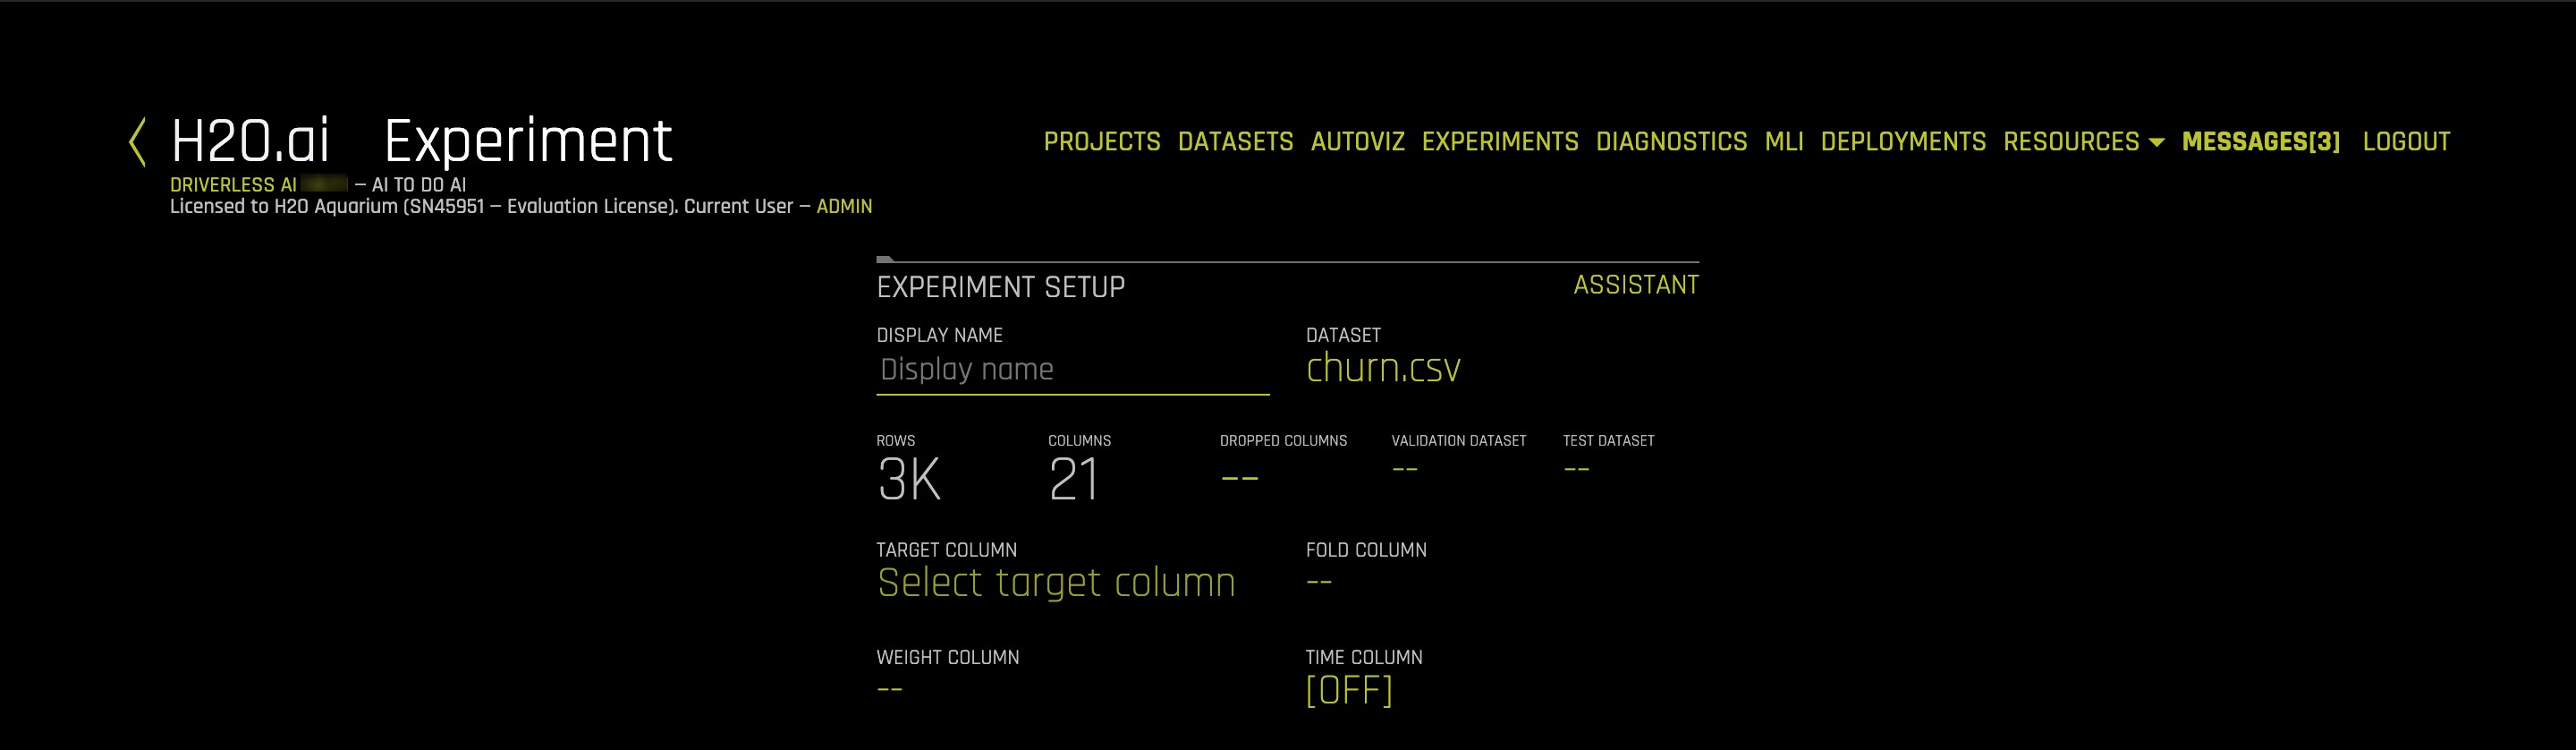 H2O.ai Experiment
PROJECTS DATASETS AUTOVIZ EXPERIMENTS DIAGNOSTICS MLI DEPLOYMENTS RESOURCES MESSAGES[3] LOGOUT
DRIVERLESS AI – AI TO DO AI
Licensed to H2O Aquarium (SN45951 – Evaluation License). Current User – ADMIN
EXPERIMENT SETUP ASSISTANT
DISPLAY NAME DATASET
Display name churn.csv
ROWS COLUMNS DROPPED COLUMNS VALIDATION DATASET TEST DATASET
3K 21 -- -- --
TARGET COLUMN FOLD COLUMN
Select target column --
WEIGHT COLUMN TIME COLUMN
-- [OFF]